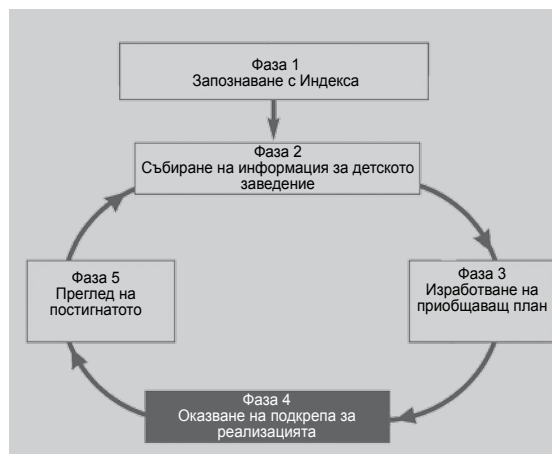 Фаза 1
Запознаване с Индекса
Фаза 2
Събиране на информация за детското
заведение
Фаза 5
Преглед на
постигнатото
Фаза 3
Изработване на
приобщаващ план
Фаза 4
Оказване на подкрепа за
реализацията